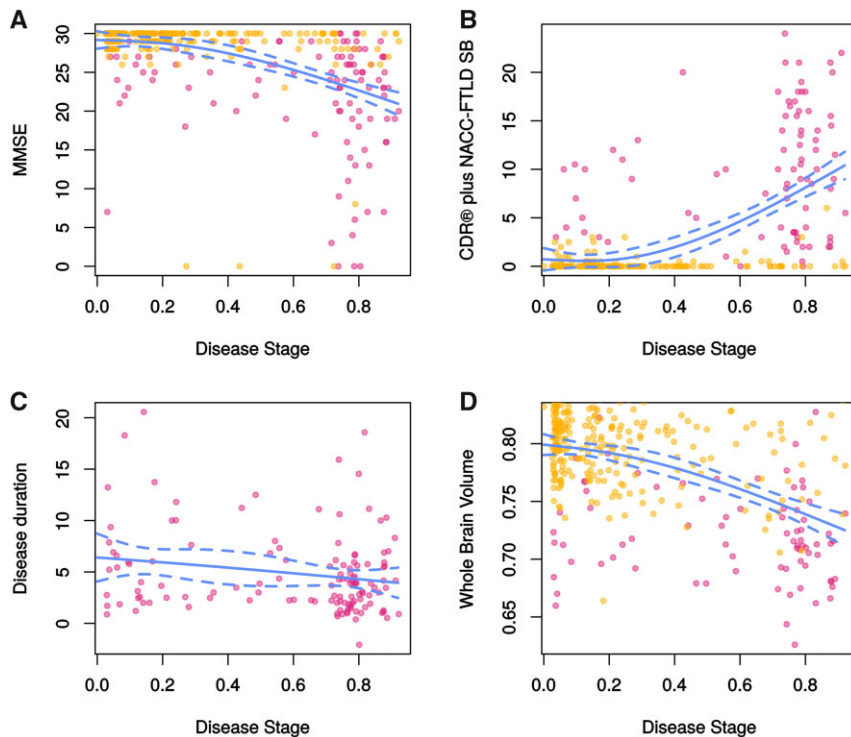 A
MMSE
0 5 10 15 20 25 30
0.0 0.2 0.4 0.6 0.8
Disease Stage
B
CDR® plus NACC-FTLD SB
0 5 10 15 20
0.0 0.2 0.4 0.6 0.8
Disease Stage
C
Disease duration
0 5 10 15 20
0.0 0.2 0.4 0.6 0.8
Disease Stage
D
Whole Brain Volume
0.65 0.70 0.75 0.80
0.0 0.2 0.4 0.6 0.8
Disease Stage